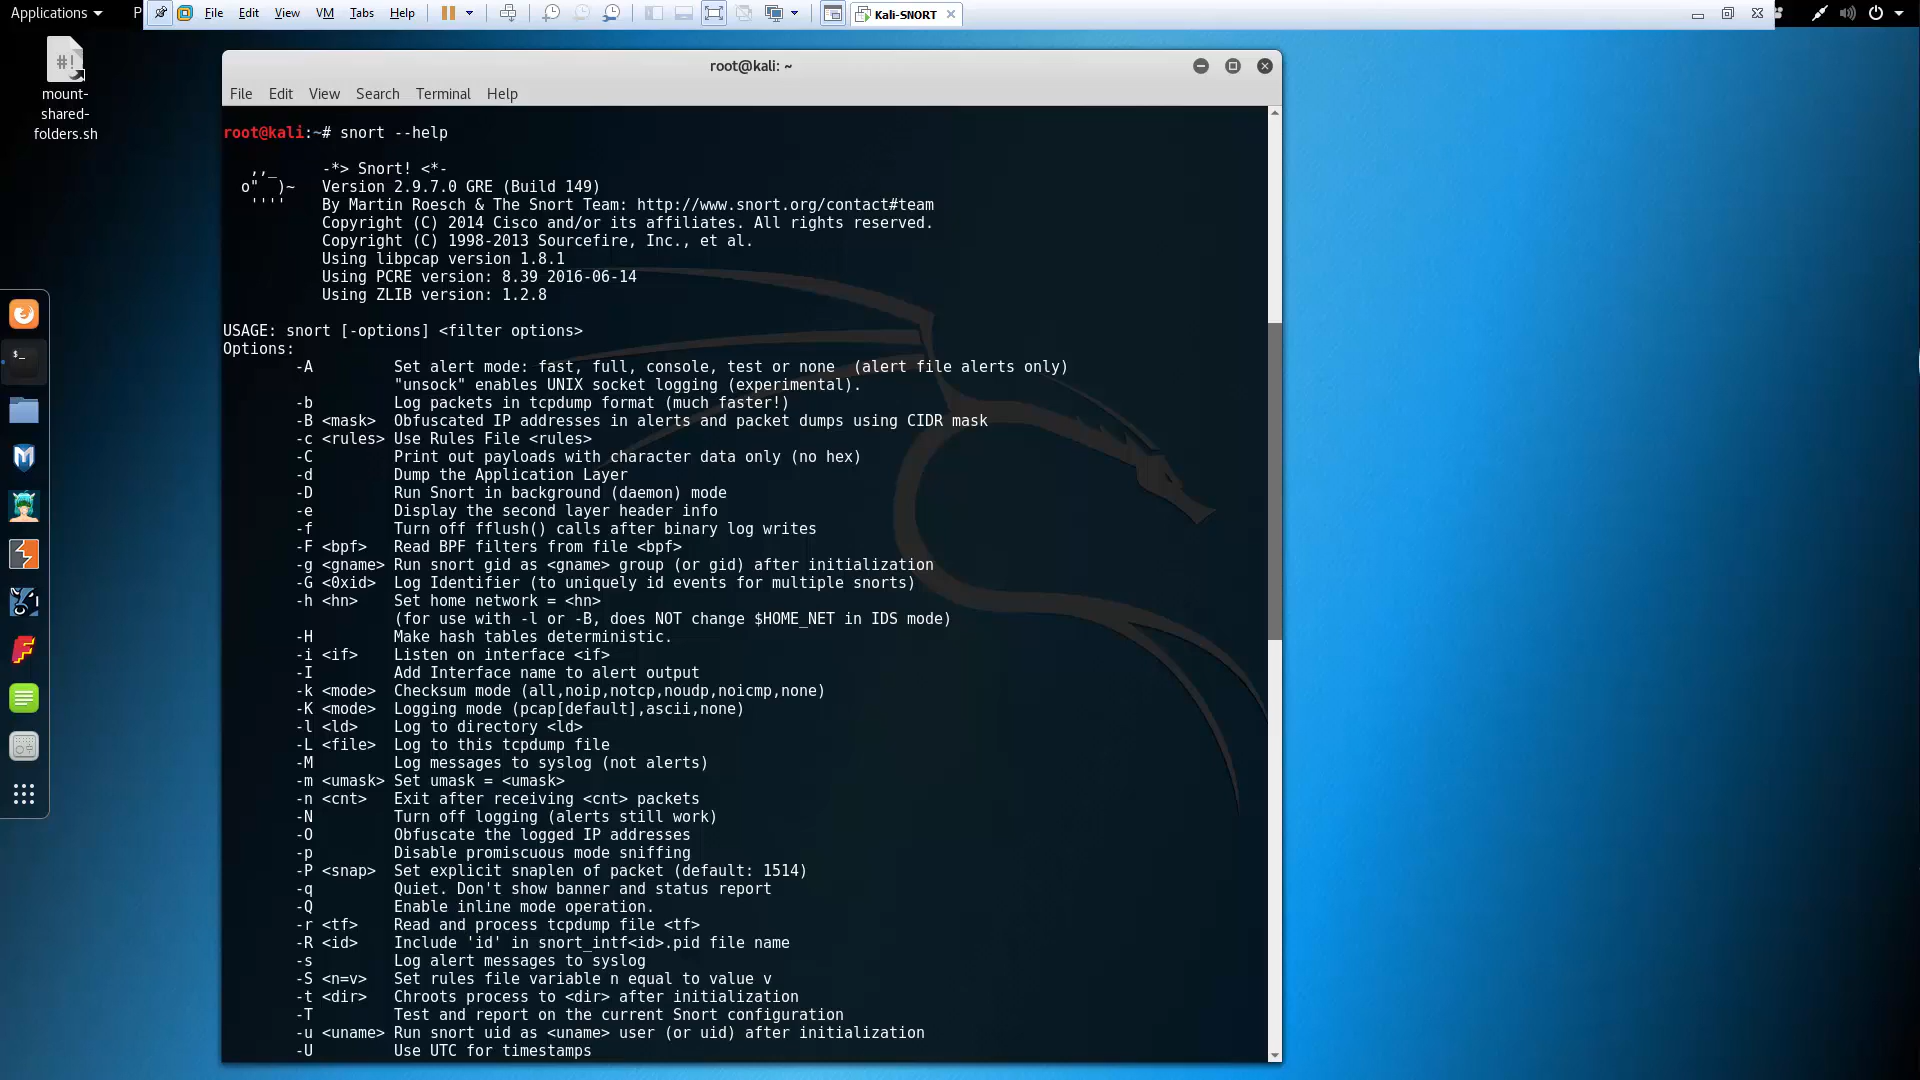 Applications
P
File Edit View VM Tabs Help
Kali-SNORT
mount-
shared-
folders.sh
root@kali: ~
File Edit View Search Terminal Help
root@kali:~# snort --help
,,_ -*> Snort! <*-
o" )~ Version 2.9.7.0 GRE (Build 149)
'''' By Martin Roesch & The Snort Team: http://www.snort.org/contact#team
Copyright (C) 2014 Cisco and/or its affiliates. All rights reserved.
Copyright (C) 1998-2013 Sourcefire, Inc., et al.
Using libpcap version 1.8.1
Using PCRE version: 8.39 2016-06-14
Using ZLIB version: 1.2.8
USAGE: snort [-options] <filter options>
Options:
-A Set alert mode: fast, full, console, test or none (alert file alerts only)
"unsock" enables UNIX socket logging (experimental).
-b Log packets in tcpdump format (much faster!)
-B <mask> Obfuscated IP addresses in alerts and packet dumps using CIDR mask
-c <rules> Use Rules File <rules>
-C Print out payloads with character data only (no hex)
-d Dump the Application Layer
-D Run Snort in background (daemon) mode
-e Display the second layer header info
-f Turn off fflush() calls after binary log writes
-F <bpf> Read BPF filters from file <bpf>
-g <gname> Run snort gid as <gname> group (or gid) after initialization
-G <0xid> Log Identifier (to uniquely id events for multiple snorts)
-h <hn> Set home network = <hn>
(for use with -l or -B, does NOT change $HOME_NET in IDS mode)
-H Make hash tables deterministic.
-i <if> Listen on interface <if>
-I Add Interface name to alert output
-k <mode> Checksum mode (all,noip,notcp,noudp,noicmp,none)
-K <mode> Logging mode (pcap[default],ascii,none)
-l <ld> Log to directory <ld>
-L <file> Log to this tcpdump file
-M Log messages to syslog (not alerts)
-m <umask> Set umask = <umask>
-n <cnt> Exit after receiving <cnt> packets
-N Turn off logging (alerts still work)
-O Obfuscate the logged IP addresses
-p Disable promiscuous mode sniffing
-P <snap> Set explicit snaplen of packet (default: 1514)
-q Quiet. Don't show banner and status report
-Q Enable inline mode operation.
-r <tf> Read and process tcpdump file <tf>
-R <id> Include 'id' in snort_intf<id>.pid file name
-s Log alert messages to syslog
-S <n=v> Set rules file variable n equal to value v
-t <dir> Chroots process to <dir> after initialization
-T Test and report on the current Snort configuration
-u <uname> Run snort uid as <uname> user (or uid) after initialization
-U Use UTC for timestamps